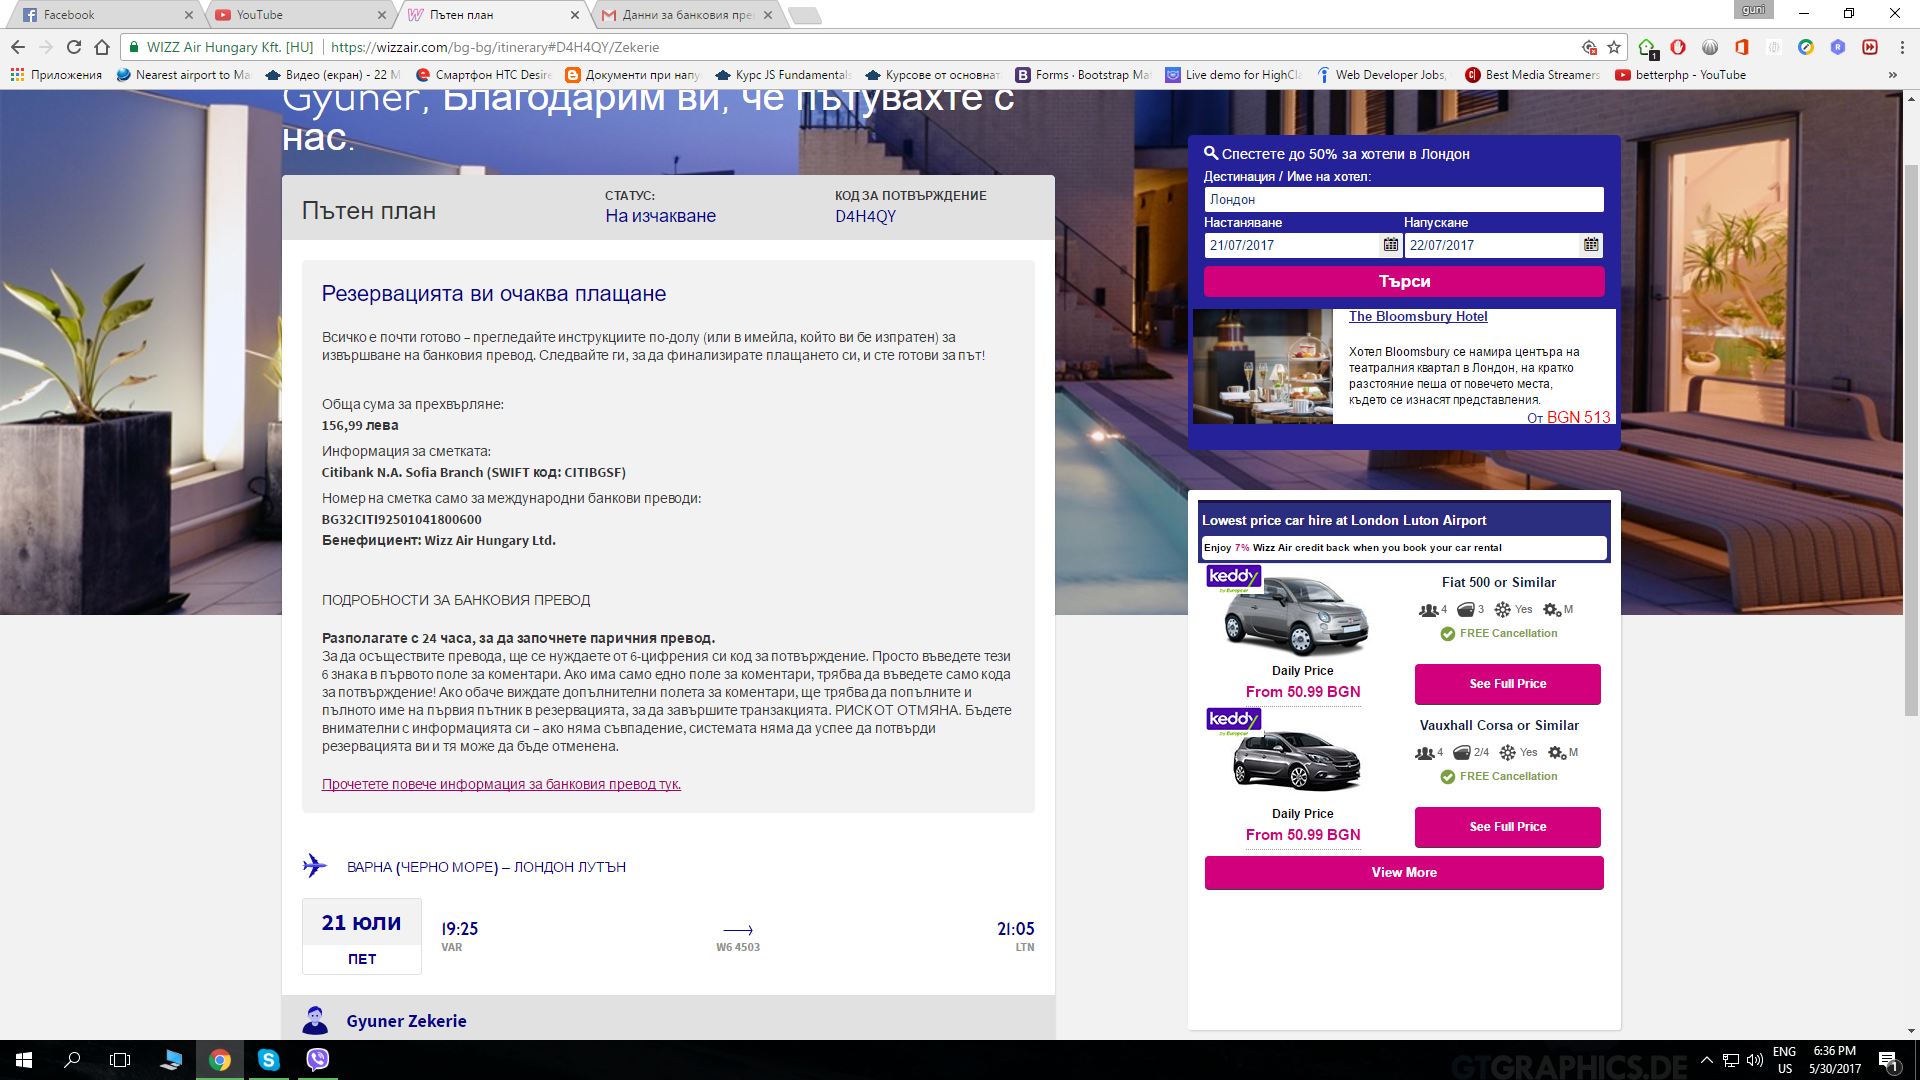 Facebook
YouTube
Пътен план
Данни за банковия пре
guni
WIZZ Air Hungary Kft. [HU]
https://wizzair.com/bg-bg/itinerary#D4H4QY/Zekerie
1
Приложения
Nearest airport to Ma
Видео (екран) - 22 М
Смартфон HTC Desire
Документи при напу
Курс JS Fundamentals
Курсове от основнат
Forms · Bootstrap Ma
Live demo for HighCla
Web Developer Jobs,
Best Media Streamers
betterphp - YouTube
»
Gyuner, Благодарим ви, че пътувахте с
нас.
Пътен план
СТАТУС:
На изчакване
КОД ЗА ПОТВЪРЖДЕНИЕ
D4H4QY
Резервацията ви очаква плащане
Всичко е почти готово – прегледайте инструкциите по-долу (или в имейла, който ви бе изпратен) за
извършване на банковия превод. Следвайте ги, за да финализирате плащането си, и сте готови за път!
Обща сума за прехвърляне:
156,99 лева
Информация за сметката:
Citibank N.A. Sofia Branch (SWIFT код: CITIBGSF)
Номер на сметка само за международни банкови преводи:
BG32CITI92501041800600
Бенефициент: Wizz Air Hungary Ltd.
ПОДРОБНОСТИ ЗА БАНКОВИЯ ПРЕВОД
Разполагате с 24 часа, за да започнете паричния превод.
За да осъществите превода, ще се нуждаете от 6-цифрения си код за потвърждение. Просто въведете тези
6 знака в първото поле за коментари. Ако има само едно поле за коментари, трябва да въведете само кода
за потвърждение! Ако обаче виждате допълнителни полета за коментари, ще трябва да попълните и
пълното име на първия пътник в резервацията, за да завършите транзакцията. РИСК ОТ ОТМЯНА. Бъдете
внимателни с информацията си – ако няма съвпадение, системата няма да успее да потвърди
резервацията ви и тя може да бъде отменена.
Прочетете повече информация за банковия превод тук.
ВАРНА (ЧЕРНО МОРЕ) – ЛОНДОН ЛУТЪН
21 ЮЛИ
ПЕТ
19:25
VAR
W6 4503
21:05
LTN
Gyuner Zekerie
Спестете до 50% за хотели в Лондон
Дестинация / Име на хотел:
Лондон
Настаняване
Напускане
21/07/2017
22/07/2017
Търси
The Bloomsbury Hotel
Хотел Bloomsbury се намира центъра на
театралния квартал в Лондон, на кратко
разстояние пеша от повечето места,
където се изнасят представления.
От BGN 513
Lowest price car hire at London Luton Airport
Enjoy 7% Wizz Air credit back when you book your car rental
keddy
by Europcar
Fiat 500 or Similar
4 3 Yes M
FREE Cancellation
Daily Price
From 50.99 BGN
See Full Price
keddy
by Europcar
Vauxhall Corsa or Similar
4 2/4 Yes M
FREE Cancellation
Daily Price
From 50.99 BGN
See Full Price
View More
GTGRAPHICS.DE
ENG
US
6:36 PM
5/30/2017
1